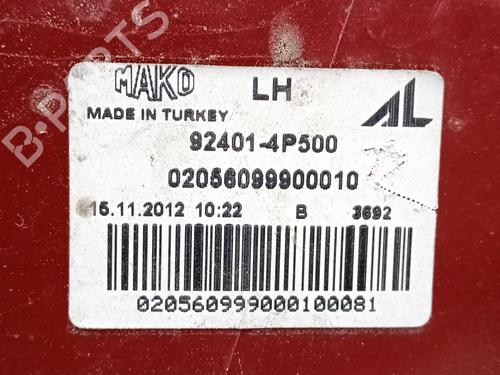 MAKO LH
MADE IN TURKEY
AL
92401-4P500
02056099900010
15.11.2012 10:22 B 3692
020560999000100081
B-PARTS